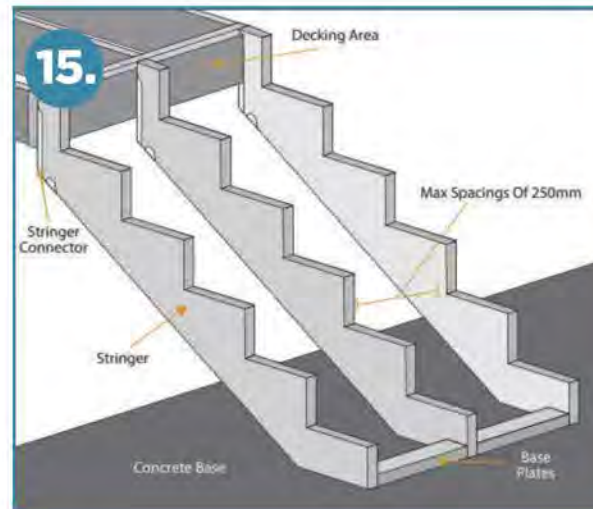 15.
Decking Area
Max Spacings Of 250mm
Stringer
Connector
Stringer
Concrete Base
Base
Plates